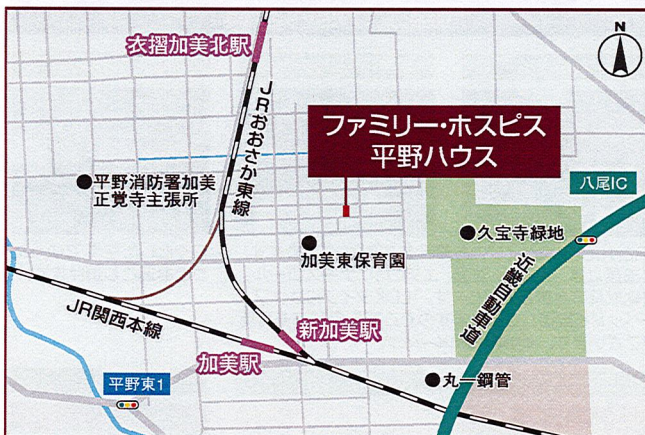 衣摺加美北駅
N
JRおおさか東線
ファミリー・ホスピス
平野ハウス
八尾IC
平野消防署加美
正覚寺主張所
久宝寺緑地
加美東保育園
近畿自動車道
JR関西本線
新加美駅
加美駅
丸一鋼管
平野東1